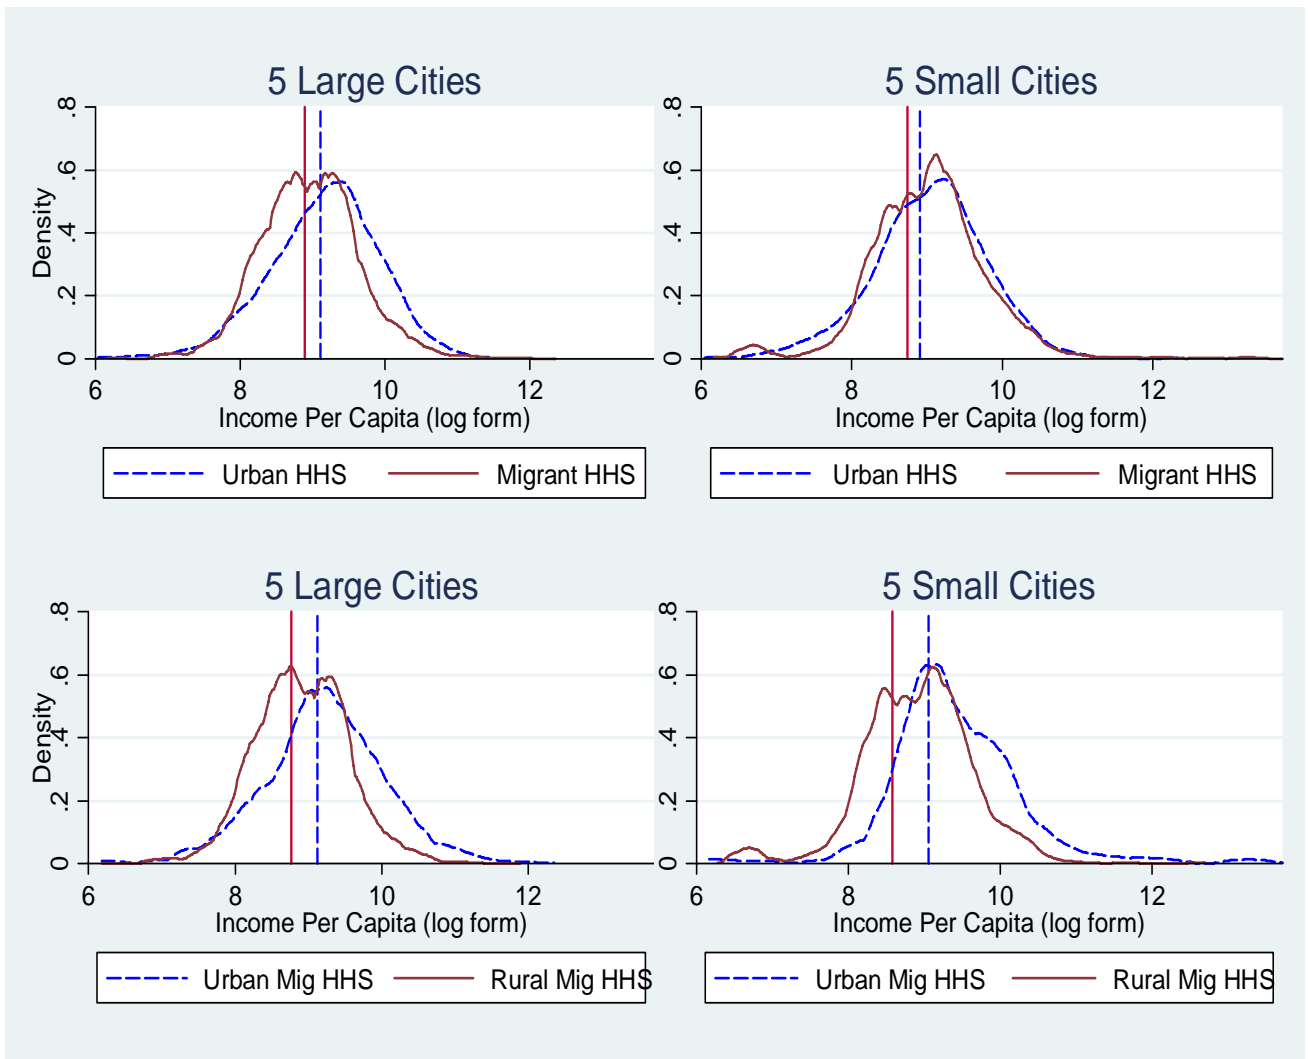 5 Large Cities
Density
0 .2 .4 .6 .8
6 8 10 12
Income Per Capita (log form)
Urban HHS Migrant HHS
5 Small Cities
0 .2 .4 .6 .8
6 8 10 12
Income Per Capita (log form)
Urban HHS Migrant HHS
5 Large Cities
Density
0 .2 .4 .6 .8
6 8 10 12
Income Per Capita (log form)
Urban Mig HHS Rural Mig HHS
5 Small Cities
0 .2 .4 .6 .8
6 8 10 12
Income Per Capita (log form)
Urban Mig HHS Rural Mig HHS